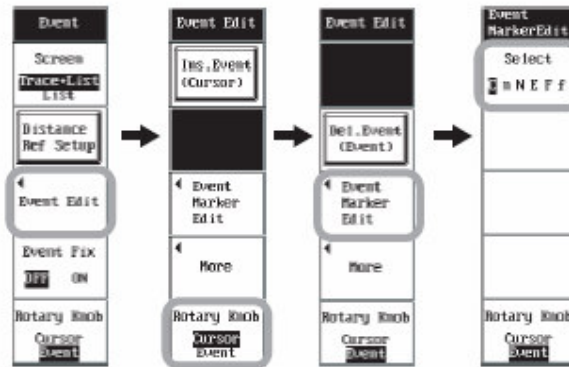 Event
Screen
Trace+List
List
Distance
Ref Setup
Event Edit
Event Fix
OFF ON
Rotary Knob
Cursor
Event
Event Edit
Ins.Event
(Cursor)
Event
Marker
Edit
More
Rotary Knob
Cursor
Event
Event Edit
Del.Event
(Event)
Event
Marker
Edit
More
Rotary Knob
Cursor
Event
Event
MarkerEdit
Select
m N E F f
Rotary Knob
Cursor
Event